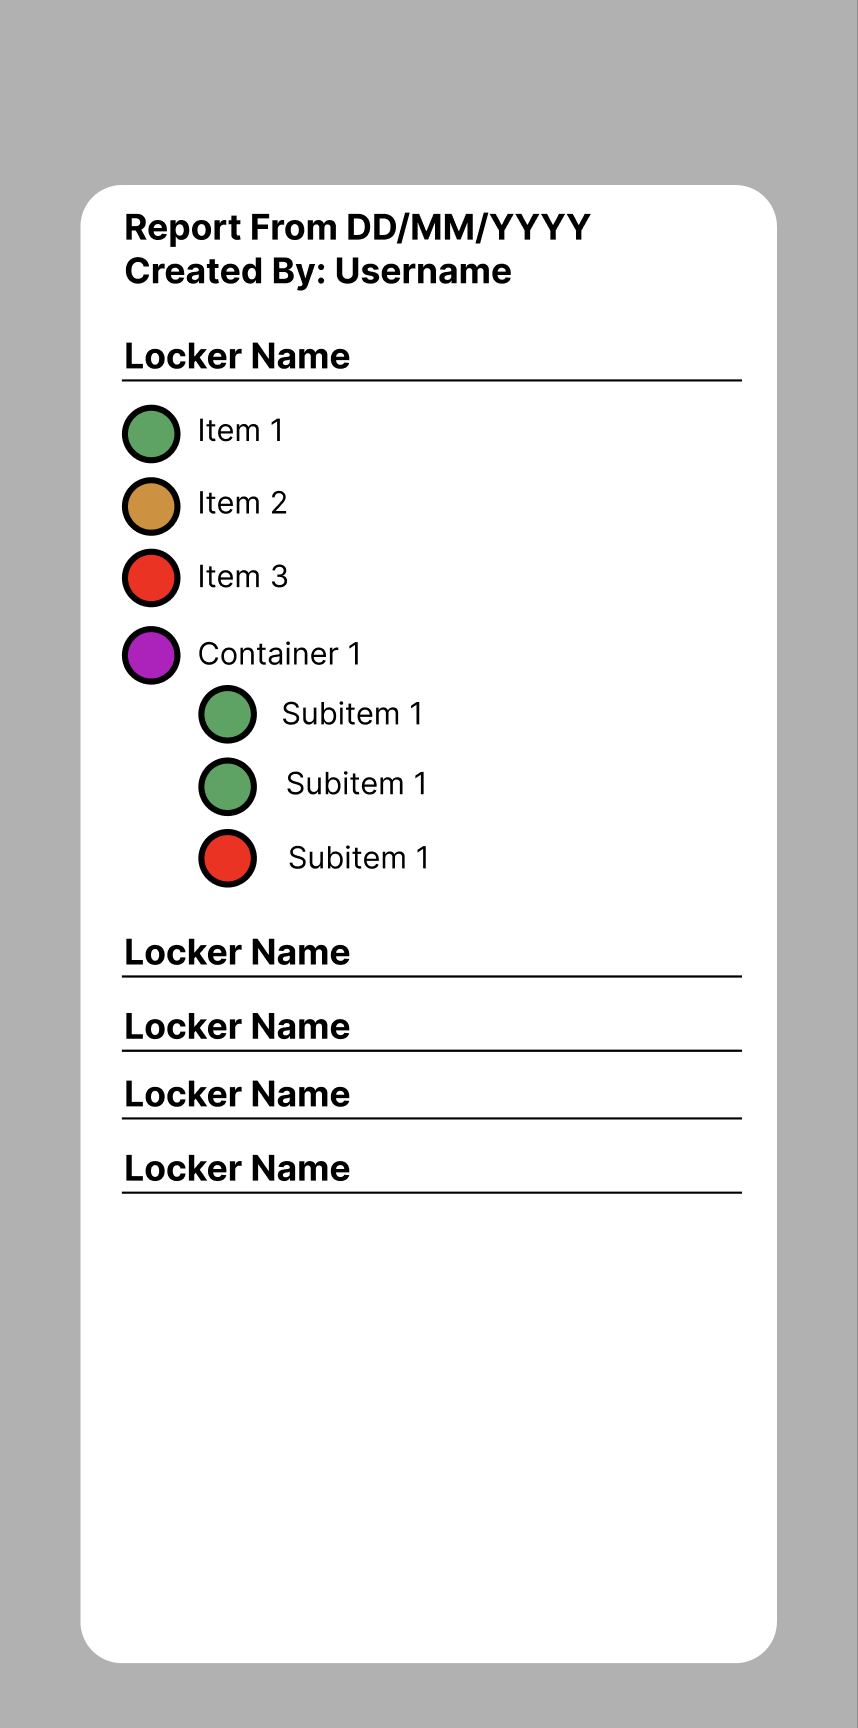 Report From DD/MM/YYYY
Created By: Username
Locker Name
Item 1
Item 2
Item 3
Container 1
Subitem 1
Subitem 1
Subitem 1
Locker Name
Locker Name
Locker Name
Locker Name